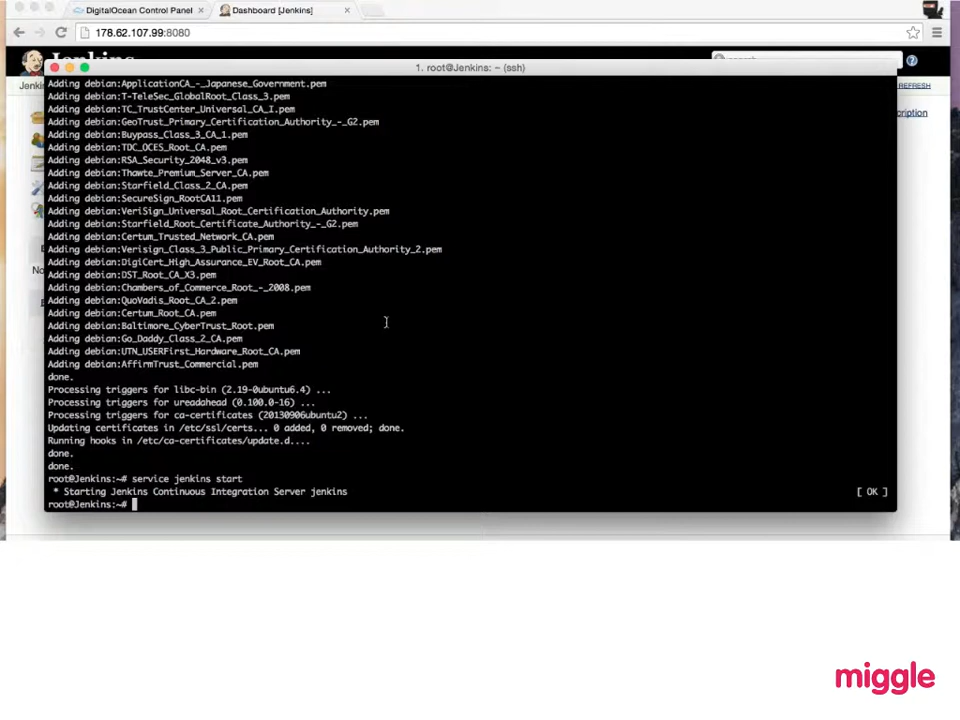 DigitalOcean Control Panel
Dashboard [Jenkins]
178.62.107.99:8080
1. root@Jenkins: ~ (ssh)
REFRESH
Adding debian:ApplicationCA_-_Japanese_Government.pem
Adding debian:T-TeleSec_GlobalRoot_Class_3.pem
Adding debian:TC_TrustCenter_Universal_CA_I.pem
Adding debian:GeoTrust_Primary_Certification_Authority_-_G2.pem
Adding debian:Buypass_Class_3_CA_1.pem
Adding debian:TDC_OCES_Root_CA.pem
Adding debian:RSA_Security_2048_v3.pem
Adding debian:Thawte_Premium_Server_CA.pem
Adding debian:Starfield_Class_2_CA.pem
Adding debian:SecureSign_RootCA11.pem
Adding debian:VeriSign_Universal_Root_Certification_Authority.pem
Adding debian:Starfield_Root_Certificate_Authority_-_G2.pem
Adding debian:Certum_Trusted_Network_CA.pem
Adding debian:Verisign_Class_3_Public_Primary_Certification_Authority_2.pem
Adding debian:DigiCert_High_Assurance_EV_Root_CA.pem
Adding debian:DST_Root_CA_X3.pem
Adding debian:Chambers_of_Commerce_Root_-_2008.pem
Adding debian:QuoVadis_Root_CA_2.pem
Adding debian:Certum_Root_CA.pem
Adding debian:Baltimore_CyberTrust_Root.pem
Adding debian:Go_Daddy_Class_2_CA.pem
Adding debian:UTN_USERFirst_Hardware_Root_CA.pem
Adding debian:AffirmTrust_Commercial.pem
done.
Processing triggers for libc-bin (2.19-0ubuntu6.4) ...
Processing triggers for ureadahead (0.100.0-16) ...
Processing triggers for ca-certificates (20130906ubuntu2) ...
Updating certificates in /etc/ssl/certs... 0 added, 0 removed; done.
Running hooks in /etc/ca-certificates/update.d....
done.
done.
root@Jenkins:~# service jenkins start
* Starting Jenkins Continuous Integration Server jenkins [ OK ]
root@Jenkins:~#
miggle